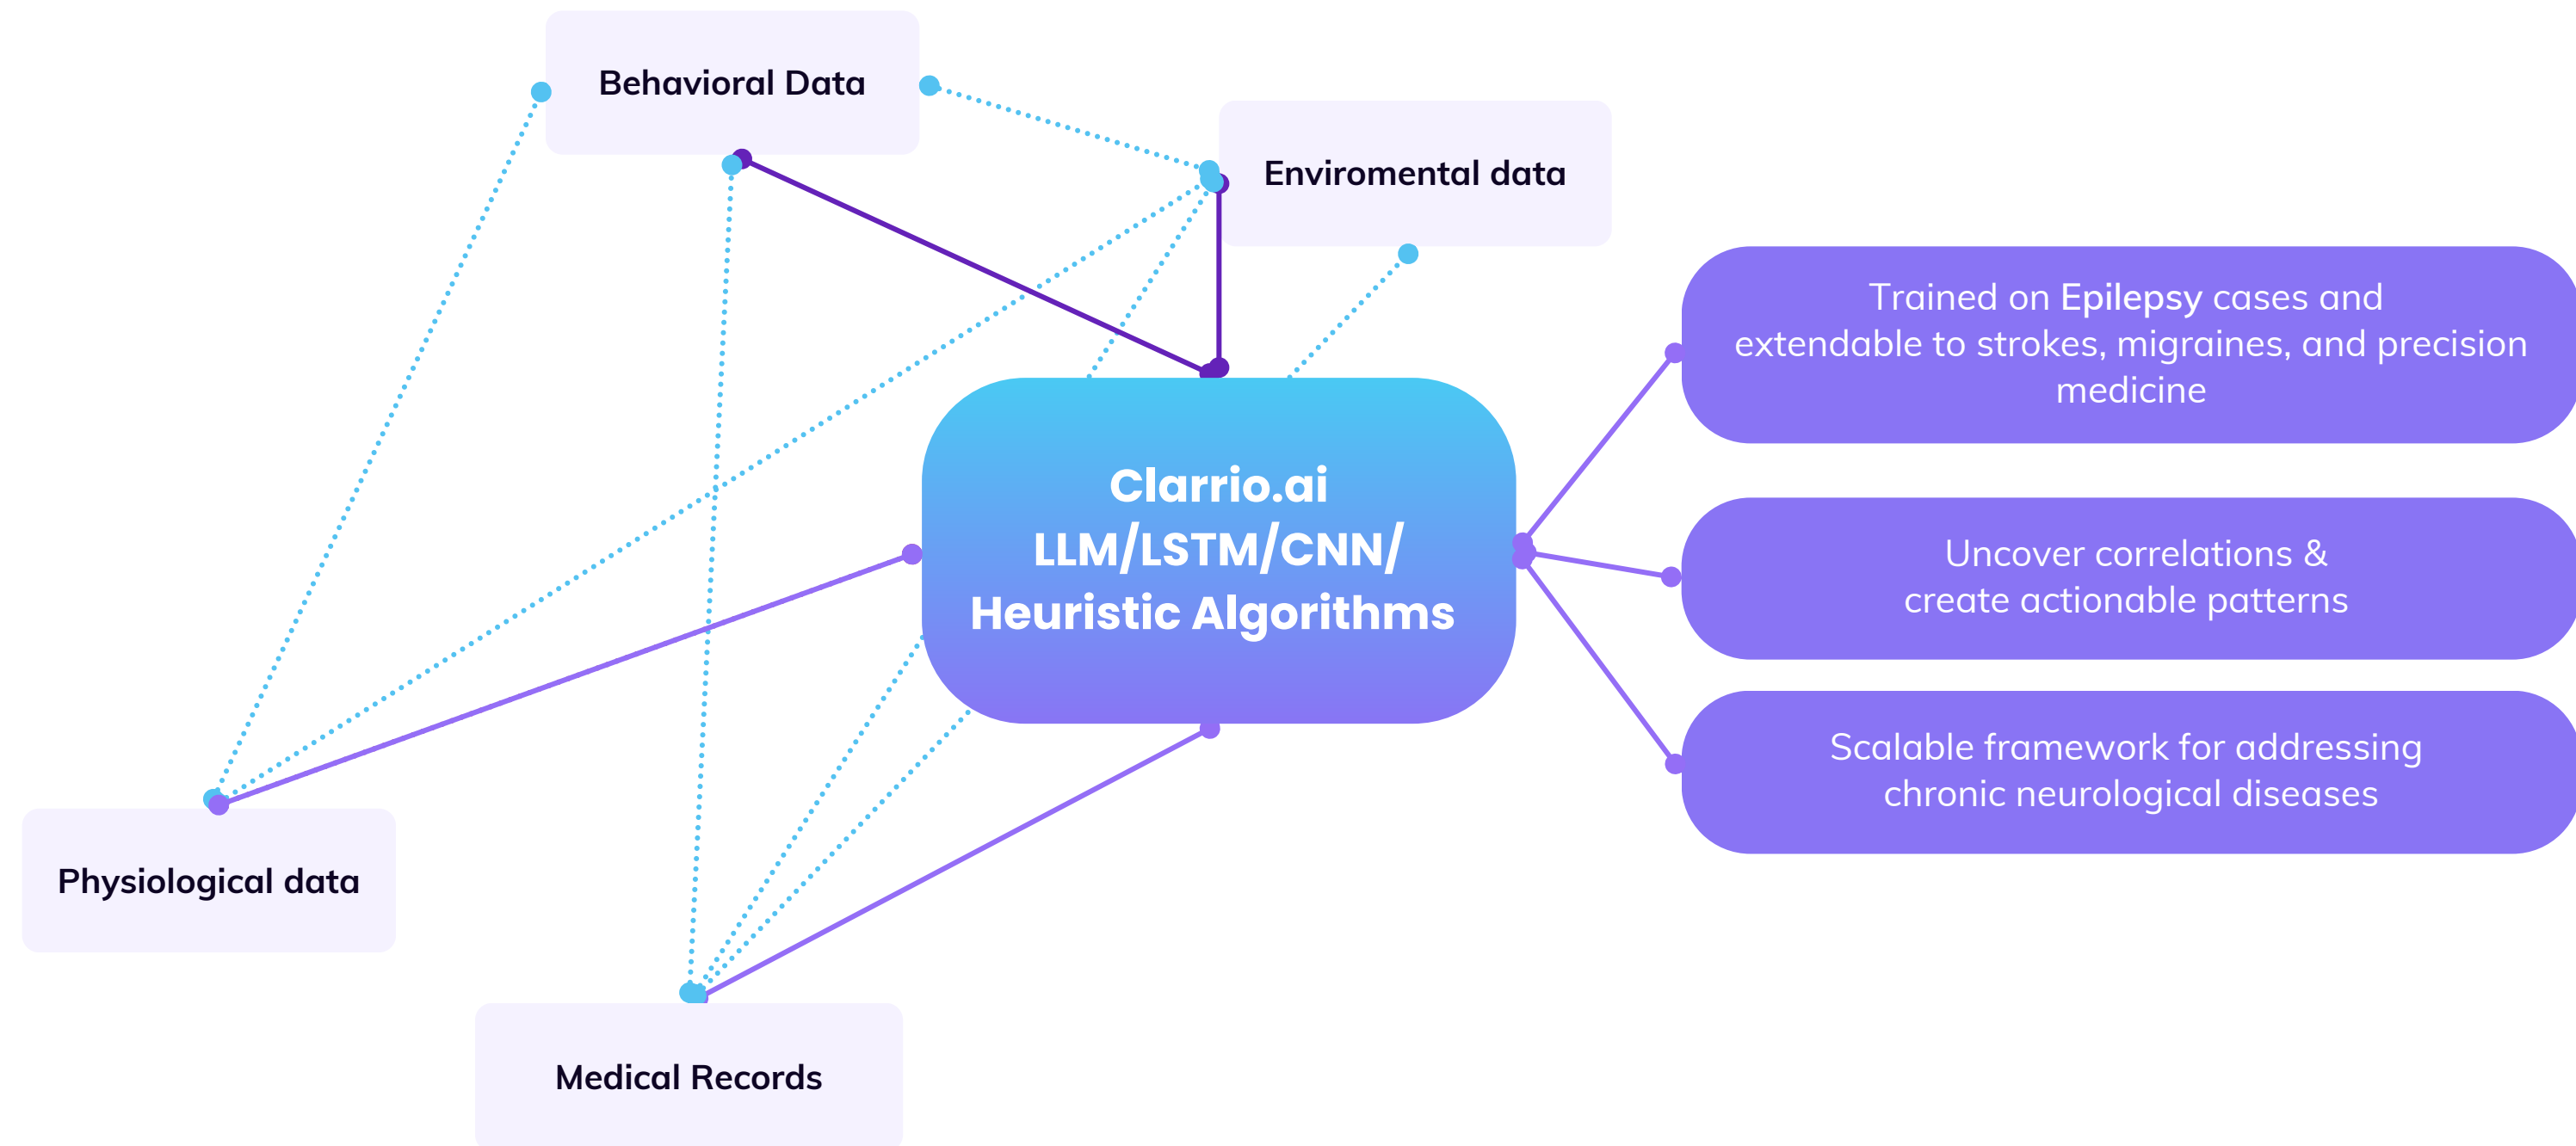 Behavioral Data
Enviromental data
Trained on Epilepsy cases and
extendable to strokes, migraines, and precision
medicine
Clarrio.ai
LLM/LSTM/CNN/
Heuristic Algorithms
Uncover correlations &
create actionable patterns
Scalable framework for addressing
chronic neurological diseases
Physiological data
Medical Records